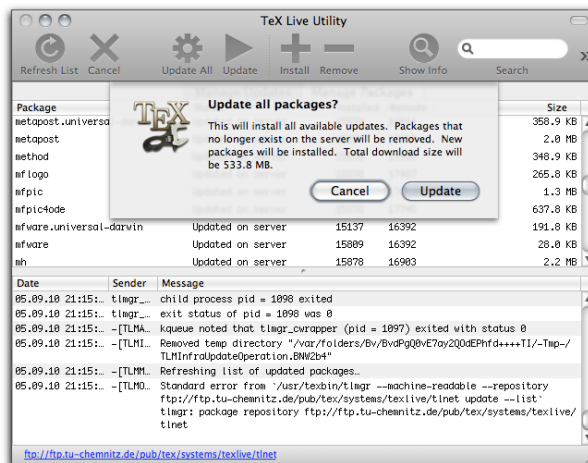 TeX Live Utility
Refresh List Cancel Update All Update Install Remove Show Info Search
Manage Updates Manage Packages
Package Size
metapost.universal-darwin 358.9 KB
metapost 2.0 MB
method 348.9 KB
mflogo 265.8 KB
mfpic 1.3 MB
mfpic4ode 637.8 KB
mfware.universal-darwin Updated on server 15137 16392 191.8 KB
mfware Updated on server 15809 16392 28.0 KB
mh Updated on server 15878 16903 2.2 MB
TEX
Update all packages?
This will install all available updates. Packages that
no longer exist on the server will be removed. New
packages will be installed. Total download size will
be 533.8 MB.
Cancel Update
Date Sender Message
05.09.10 21:15:… tlmgr_… child process pid = 1098 exited
05.09.10 21:15:… tlmgr_… exit status of pid = 1098 was 0
05.09.10 21:15:… -[TLMA… kqueue noted that tlmgr_cwrapper (pid = 1097) exited with status 0
05.09.10 21:15:… -[TLMI… Removed temp directory "/var/folders/Bv/BvdPgQ0vE7ay2QOdEPhfd++++TI/-Tmp-/
TLMInfraUpdateOperation.BNW2b4"
05.09.10 21:15:… -[TLMM… Refreshing list of updated packages…
05.09.10 21:15:… -[TLMO… Standard error from `/usr/texbin/tlmgr --machine-readable --repository
ftp://ftp.tu-chemnitz.de/pub/tex/systems/texlive/tlnet update --list`
tlmgr: package repository ftp://ftp.tu-chemnitz.de/pub/tex/systems/texlive/
tlnet
ftp://ftp.tu-chemnitz.de/pub/tex/systems/texlive/tlnet